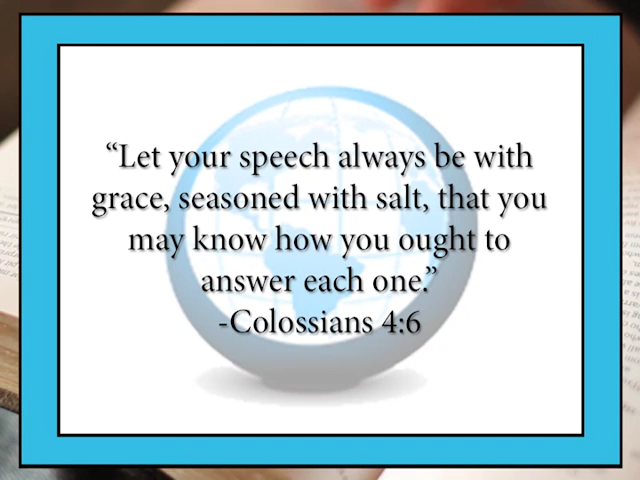 “Let your speech always be with
grace, seasoned with salt, that you
may know how you ought to
answer each one.”
-Colossians 4:6